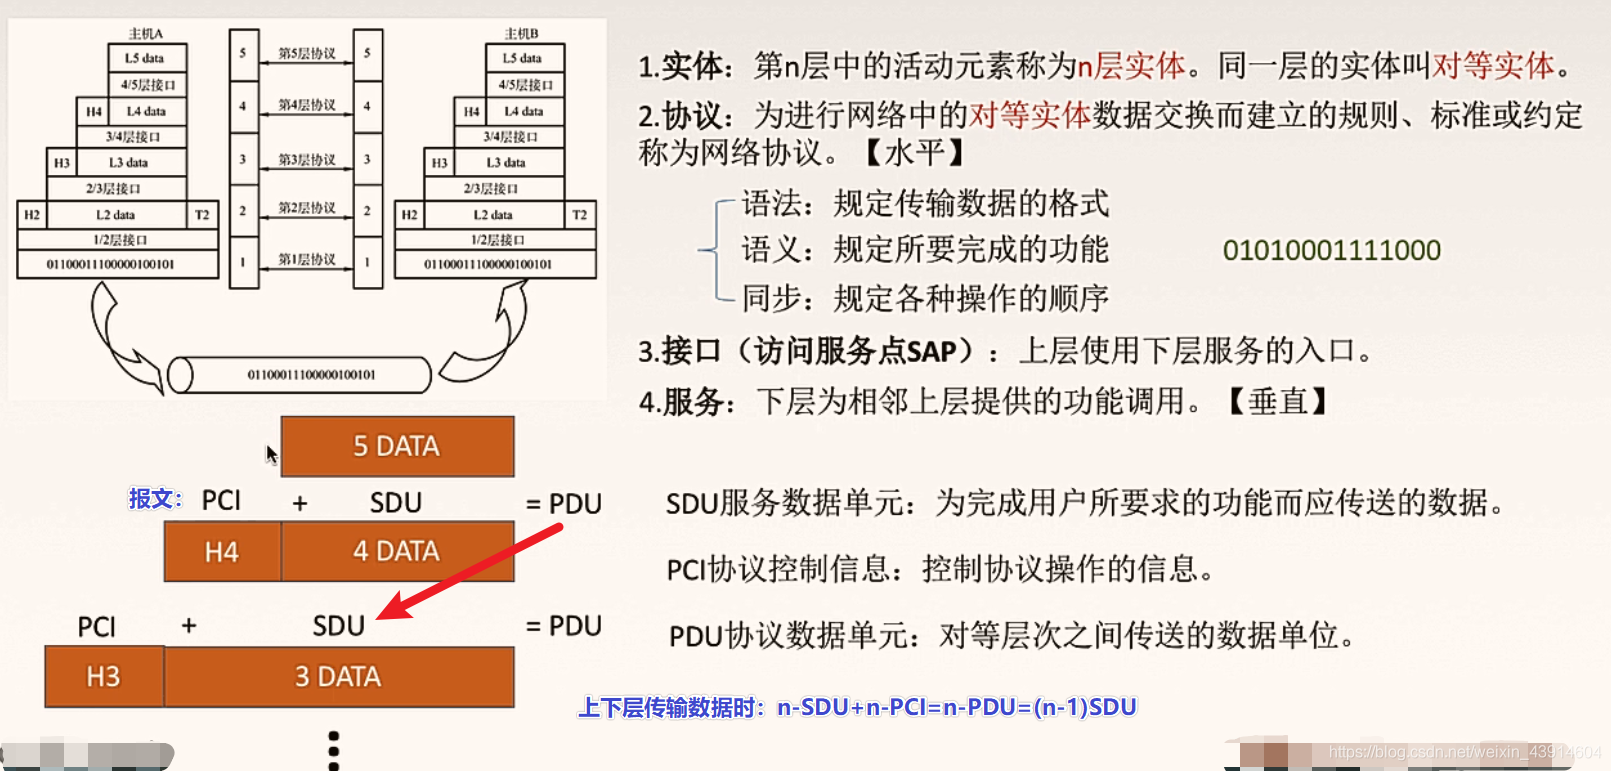 主机A
L5 data
4/5层接口
H4 L4 data
3/4层接口
H3 L3 data
2/3层接口
H2 L2 data T2
1/2层接口
01100011100000100101
5 第5层协议 5
4 第4层协议 4
3 第3层协议 3
2 第2层协议 2
1 第1层协议 1
主机B
L5 data
4/5层接口
H4 L4 data
3/4层接口
H3 L3 data
2/3层接口
H2 L2 data T2
1/2层接口
01100011100000100101
01100011100000100101
1.实体：第n层中的活动元素称为n层实体。同一层的实体叫对等实体。
2.协议：为进行网络中的对等实体数据交换而建立的规则、标准或约定
称为网络协议。【水平】
语法：规定传输数据的格式
语义：规定所要完成的功能
01010001111000
同步：规定各种操作的顺序
3.接口（访问服务点SAP）：上层使用下层服务的入口。
4.服务：下层为相邻上层提供的功能调用。【垂直】
5 DATA
报文： PCI + SDU = PDU
H4 4 DATA
PCI + SDU = PDU
H3 3 DATA
SDU服务数据单元：为完成用户所要求的功能而应传送的数据。
PCI协议控制信息：控制协议操作的信息。
PDU协议数据单元：对等层次之间传送的数据单位。
上下层传输数据时：n-SDU+n-PCI=n-PDU=(n-1)SDU
https://blog.csdn.net/weixin_43914604